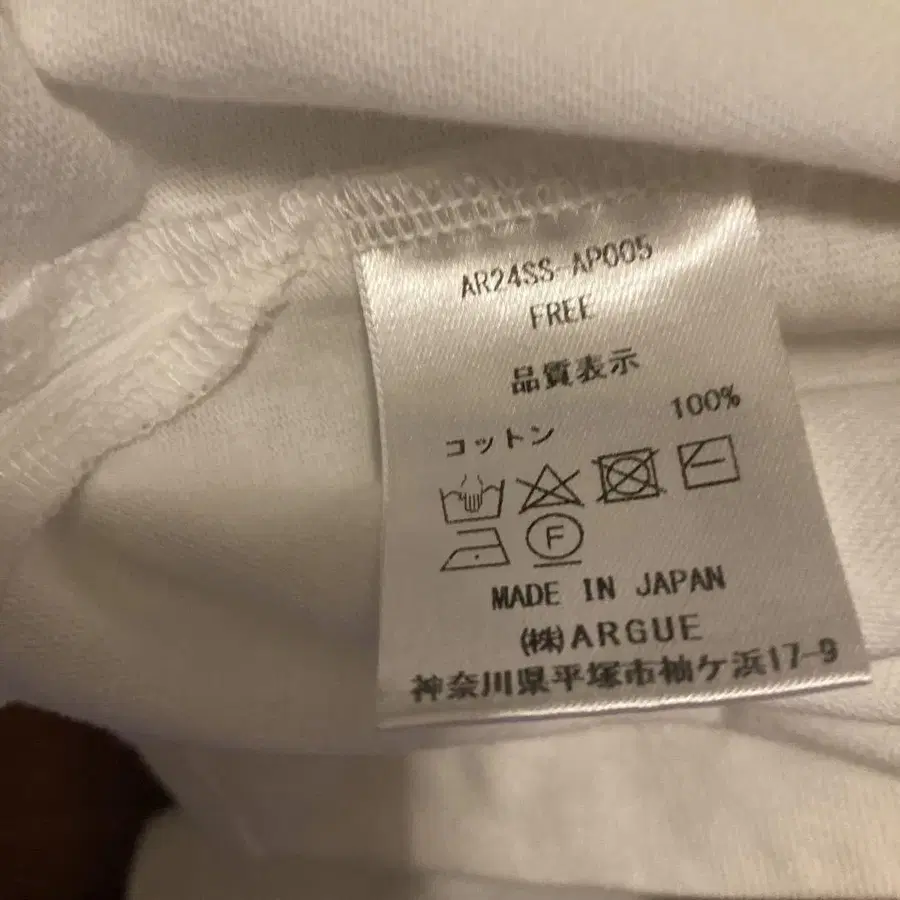 AR24SS-AP005
FREE
品質表示
コットン 100%
F
MADE IN JAPAN
(株)ARGUE
神奈川県平塚市袖ケ浜17-9